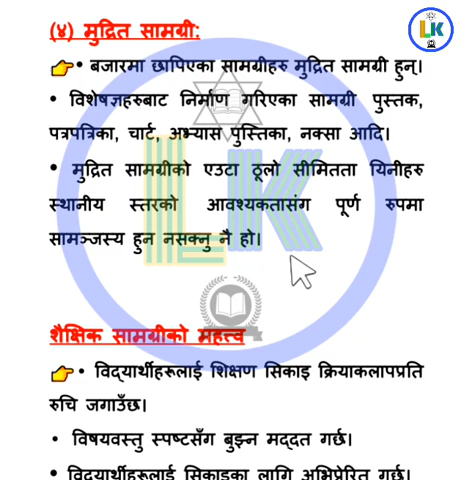 (४) मुद्रित सामग्री:
LK
👉• बजारमा छापिएका सामग्रीहरु मुद्रित सामग्री हुन्।
• विशेषज्ञहरुबाट निर्माण गरिएका सामग्री पुस्तक,
पत्रपत्रिका, चार्ट, अभ्यास पुस्तिका, नक्सा आदि।
• मुद्रित सामग्रीको एउटा ठूलो सीमितता यिनीहरु
स्थानीय स्तरको आवश्यकतासंग पूर्ण रुपमा
सामञ्जस्य हुन नसक्नु नै हो।
LK
शैक्षिक सामग्रीको महत्त्व
👉• विद्यार्थीहरूलाई शिक्षण सिकाइ क्रियाकलापप्रति
रुचि जगाउँछ।
• विषयवस्तु स्पष्टसँग बुझ्न मद्दत गर्छ।
• विद्यार्थीहरूलाई सिकाइका लागि अभिप्रेरित गर्छ।